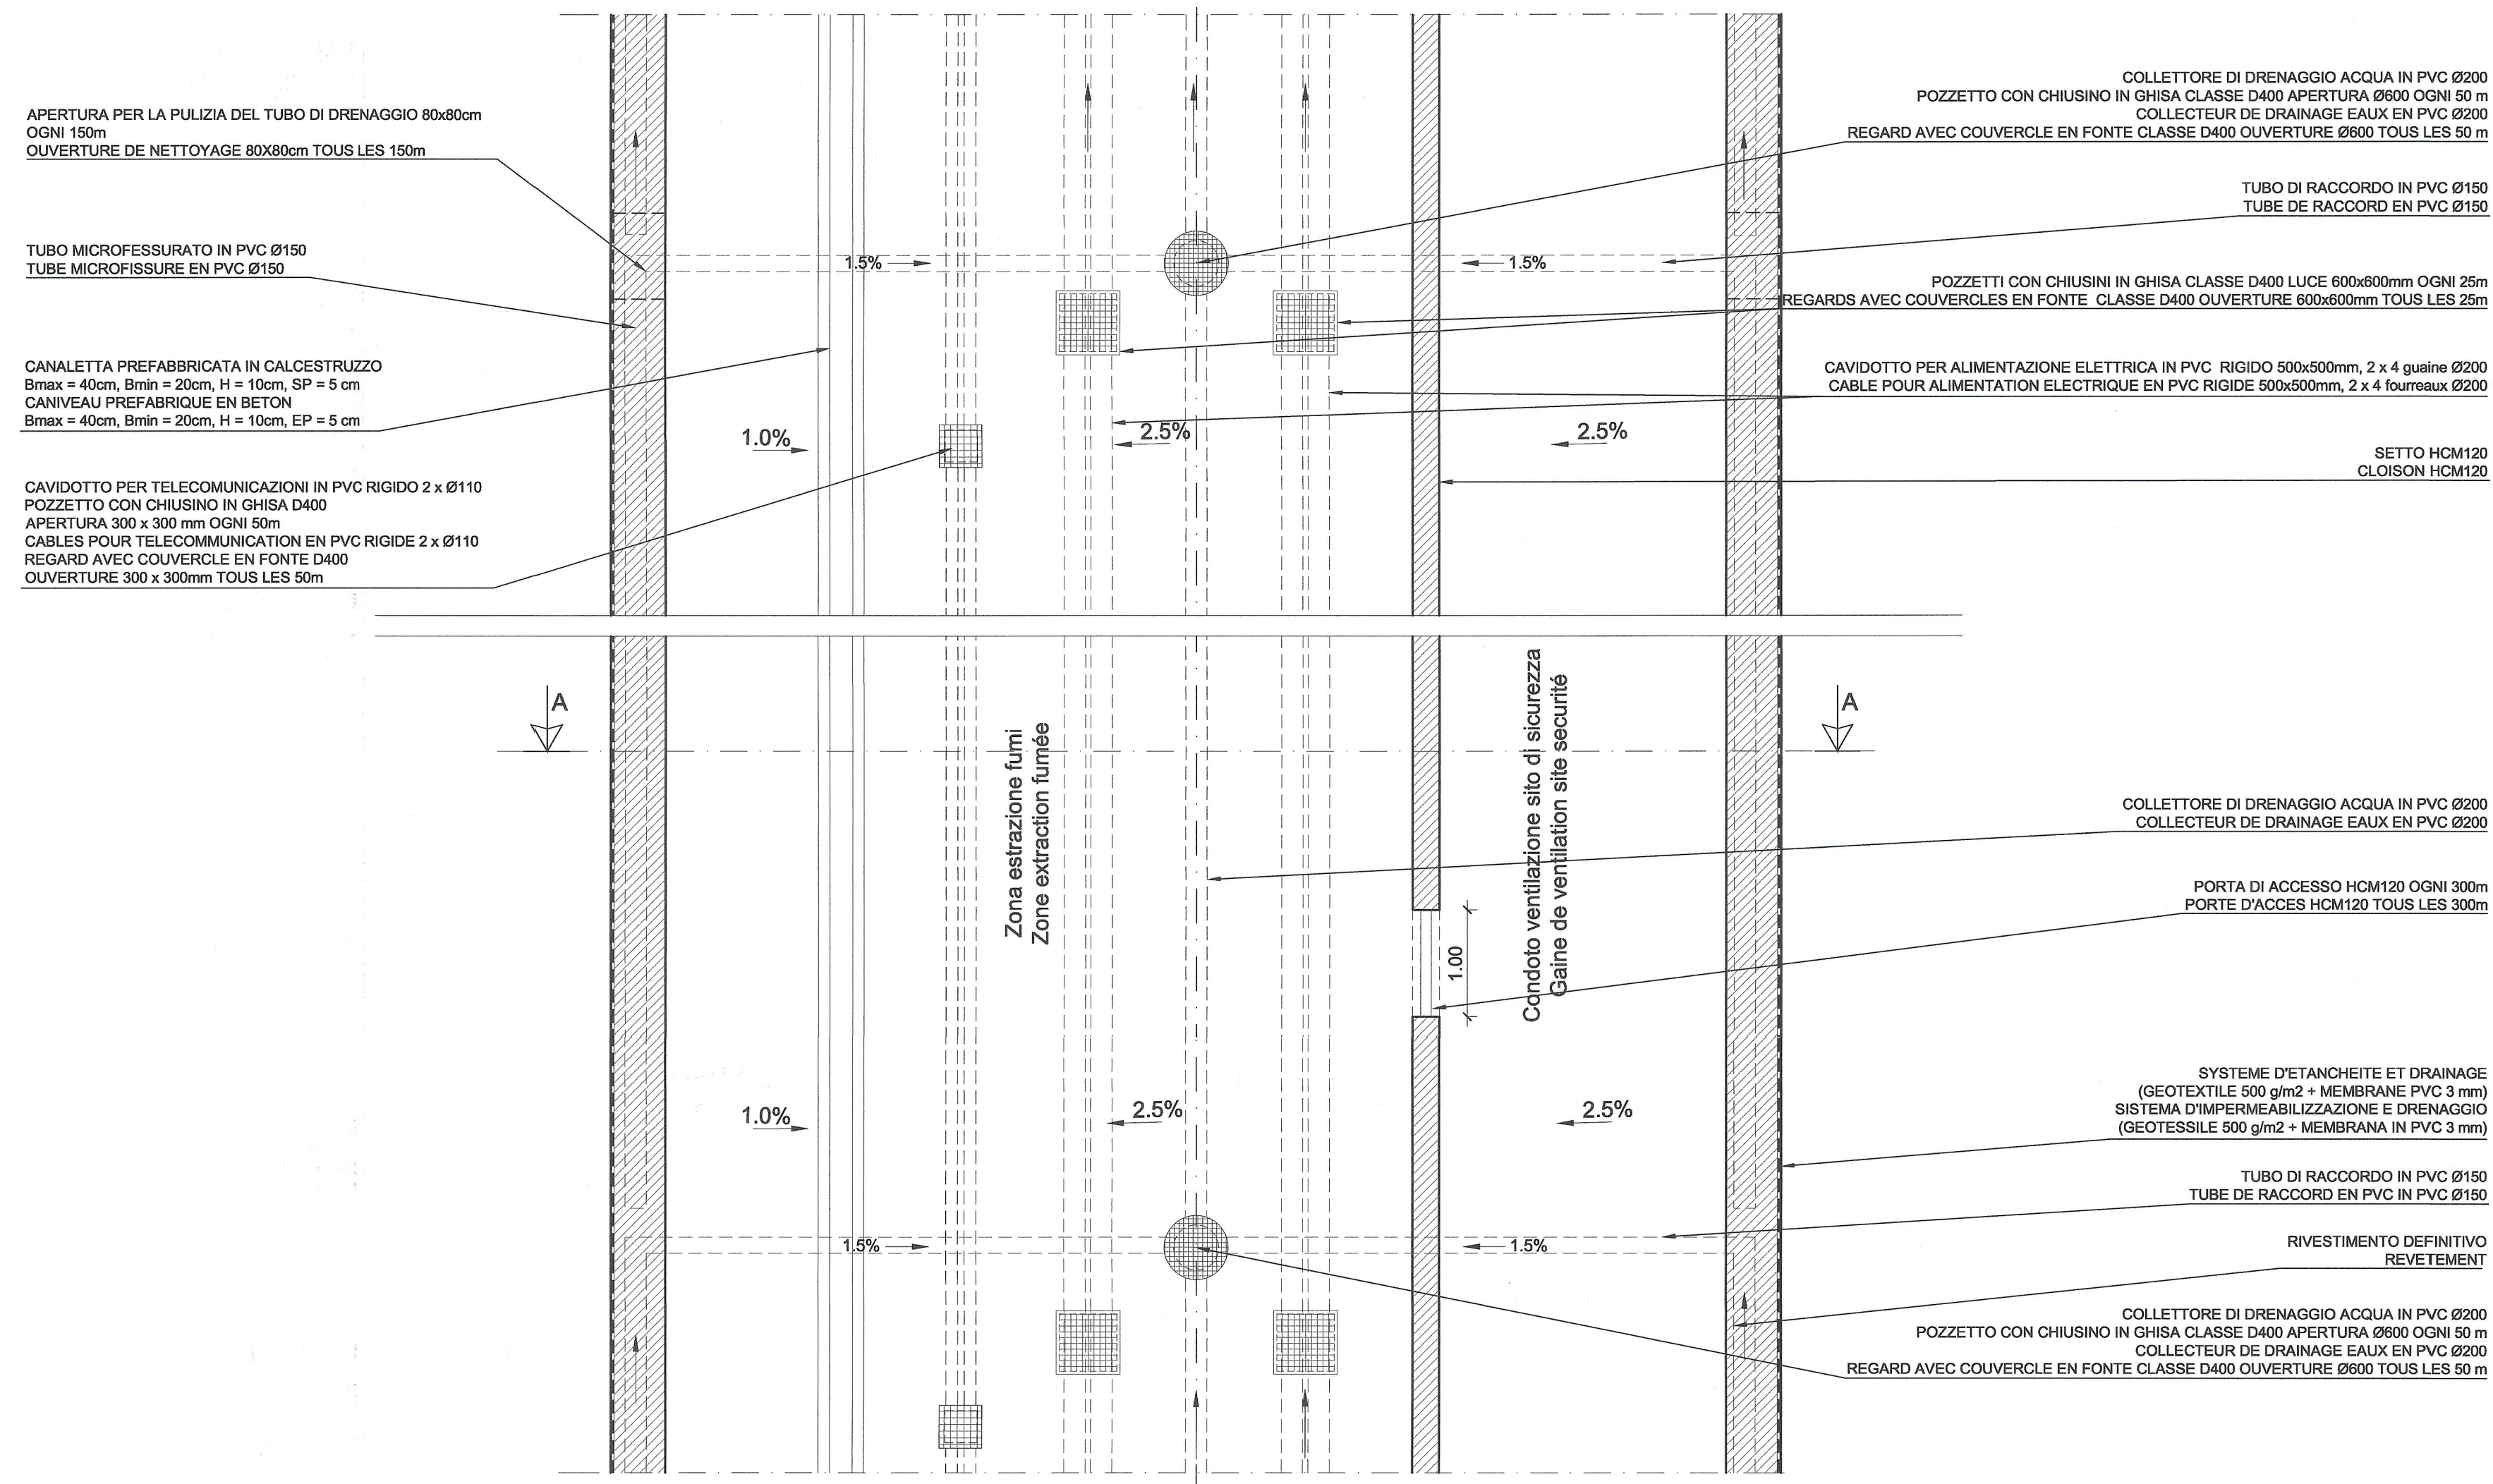 APERTURA PER LA PULIZIA DEL TUBO DI DRENAGGIO 80x80cm
OGNI 150m
OUVERTURE DE NETTOYAGE 80X80cm TOUS LES 150m
TUBO MICROFESSURATO IN PVC Ø150
TUBE MICROFISSURE EN PVC Ø150
CANALETTA PREFABBRICATA IN CALCESTRUZZO
Bmax = 40cm, Bmin = 20cm, H = 10cm, SP = 5 cm
CANIVEAU PREFABRIQUE EN BETON
Bmax = 40cm, Bmin = 20cm, H = 10cm, EP = 5 cm
CAVIDOTTO PER TELECOMUNICAZIONI IN PVC RIGIDO 2 x Ø110
POZZETTO CON CHIUSINO IN GHISA D400
APERTURA 300 x 300 mm OGNI 50m
CABLES POUR TELECOMMUNICATION EN PVC RIGIDE 2 x Ø110
REGARD AVEC COUVERCLE EN FONTE D400
OUVERTURE 300 x 300mm TOUS LES 50m
1.5%
1.5%
1.0%
2.5%
2.5%
COLLETTORE DI DRENAGGIO ACQUA IN PVC Ø200
POZZETTO CON CHIUSINO IN GHISA CLASSE D400 APERTURA Ø600 OGNI 50 m
COLLECTEUR DE DRAINAGE EAUX EN PVC Ø200
REGARD AVEC COUVERCLE EN FONTE CLASSE D400 OUVERTURE Ø600 TOUS LES 50 m
TUBO DI RACCORDO IN PVC Ø150
TUBE DE RACCORD EN PVC Ø150
POZZETTI CON CHIUSINI IN GHISA CLASSE D400 LUCE 600x600mm OGNI 25m
REGARDS AVEC COUVERCLES EN FONTE CLASSE D400 OUVERTURE 600x600mm TOUS LES 25m
CAVIDOTTO PER ALIMENTAZIONE ELETTRICA IN PVC RIGIDO 500x500mm, 2 x 4 guaine Ø200
CABLE POUR ALIMENTATION ELECTRIQUE EN PVC RIGIDE 500x500mm, 2 x 4 fourreaux Ø200
SETTO HCM120
CLOISON HCM120
A
A
Zona estrazione fumi
Zone extraction fumée
Condoto ventilazione sito di sicurezza
Gaine de ventilation site securité
1.00
1.0%
2.5%
2.5%
1.5%
1.5%
COLLETTORE DI DRENAGGIO ACQUA IN PVC Ø200
COLLECTEUR DE DRAINAGE EAUX EN PVC Ø200
PORTA DI ACCESSO HCM120 OGNI 300m
PORTE D'ACCES HCM120 TOUS LES 300m
SYSTEME D'ETANCHEITE ET DRAINAGE
(GEOTEXTILE 500 g/m2 + MEMBRANE PVC 3 mm)
SISTEMA D'IMPERMEABILIZZAZIONE E DRENAGGIO
(GEOTESSILE 500 g/m2 + MEMBRANA IN PVC 3 mm)
TUBO DI RACCORDO IN PVC Ø150
TUBE DE RACCORD EN PVC IN PVC Ø150
RIVESTIMENTO DEFINITIVO
REVETEMENT
COLLETTORE DI DRENAGGIO ACQUA IN PVC Ø200
POZZETTO CON CHIUSINO IN GHISA CLASSE D400 APERTURA Ø600 OGNI 50 m
COLLECTEUR DE DRAINAGE EAUX EN PVC Ø200
REGARD AVEC COUVERCLE EN FONTE CLASSE D400 OUVERTURE Ø600 TOUS LES 50 m